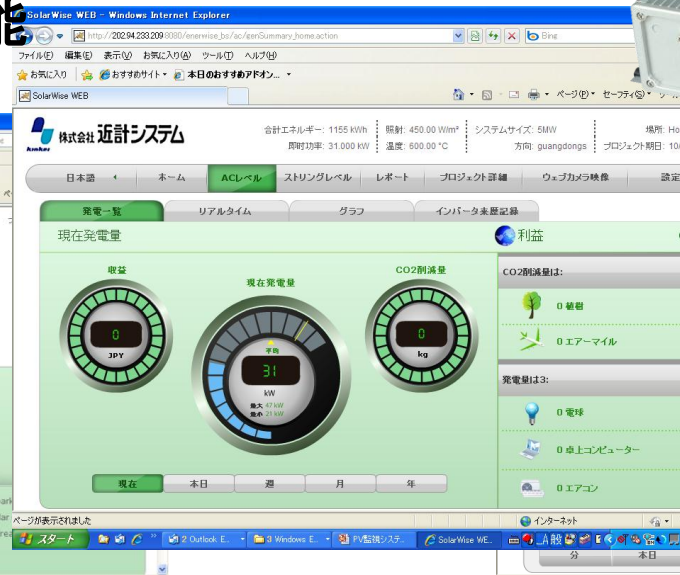 能
SolarWise WEB - Windows Internet Explorer
http://202.94.233.209:8080/enerwise_bs/ac/genSummary_home.action
Bing
ファイル(F) 編集(E) 表示(V) お気に入り(A) ツール(T) ヘルプ(H)
お気に入り おすすめサイト 本日のおすすめアドオン...
SolarWise WEB
ページ(P) セーフティ(S)
kinkei
株式会社 近計システム
合計エネルギー: 1155 kWh 照射: 450.00 W/m² システムサイズ: 5MW 場所: Ho
即时功率: 31.000 kW 温度: 600.00 °C 方向: guangdongs プロジェクト期日: 10/
日本語 ホーム ACレベル ストリングレベル レポート プロジェクト詳細 ウェブカメラ映像 設定
発電一覧 リアルタイム グラフ インバータ来歴記録
現在発電量
利益
収益
0
JPY
現在発電量
平均
31
kW
最大 47 kW
最小 21 kW
CO2削減量
0
kg
CO2削減量は:
0 植樹
0 エアーマイル
発電量は3:
0 電球
0 卓上コンピューター
0 エアコン
現在 本日 週 月 年
ページが表示されました
インターネット
スタート 2 Outlook E... 3 Windows E... PV監視システ... SolarWise WE... A 般
分 本日